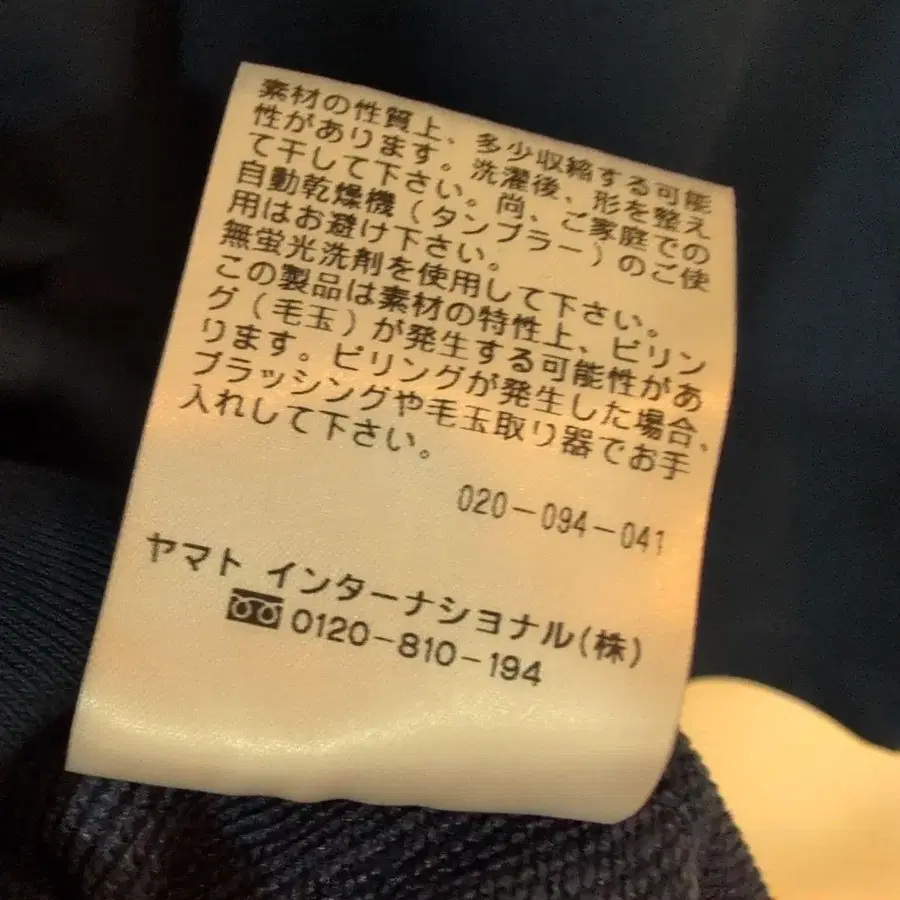 素材の性質上、多少収縮する可能
性があります。洗濯後、形を整え
て干して下さい。尚、ご家庭での
自動乾燥機（タンブラー）のご使
用はお避け下さい。
無蛍光洗剤を使用して下さい。
この製品は素材の特性上、ピリン
グ（毛玉）が発生する可能性があ
ります。ピリングが発生した場合、
ブラッシングや毛玉取り器でお手
入れして下さい。
020－094－041
ヤマト インターナショナル(株)
0120-810-194